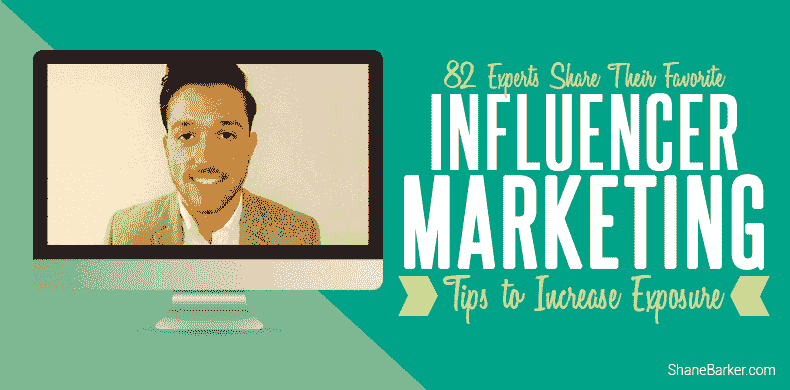 82 Experts Share Their Favorite
INFLUENCER
MARKETING
Tips to Increase Exposure
ShaneBarker.com